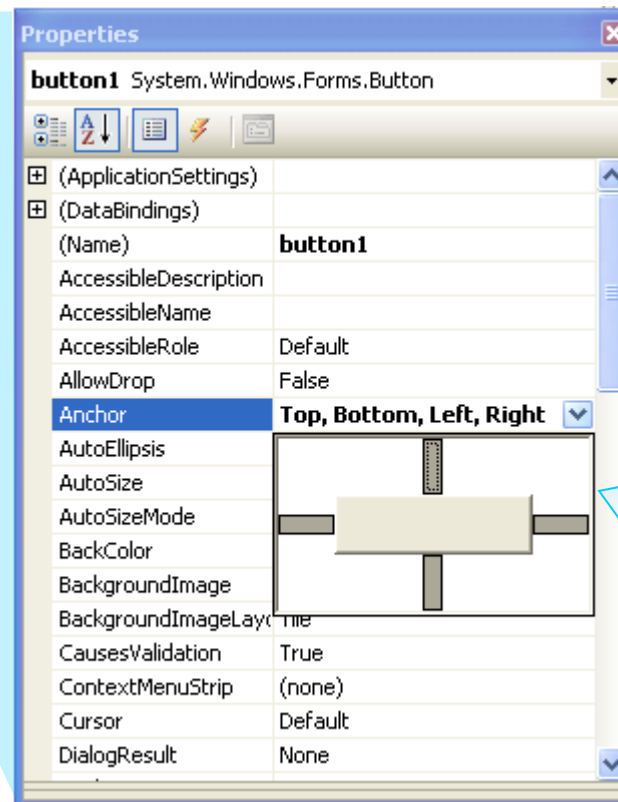 Properties
button1 System.Windows.Forms.Button
(ApplicationSettings)
(DataBindings)
(Name) button1
AccessibleDescription
AccessibleName
AccessibleRole Default
AllowDrop False
Anchor Top, Bottom, Left, Right
AutoEllipsis
AutoSize
AutoSizeMode
BackColor
BackgroundImage
BackgroundImageLay Tile
CausesValidation True
ContextMenuStrip (none)
Cursor Default
DialogResult None